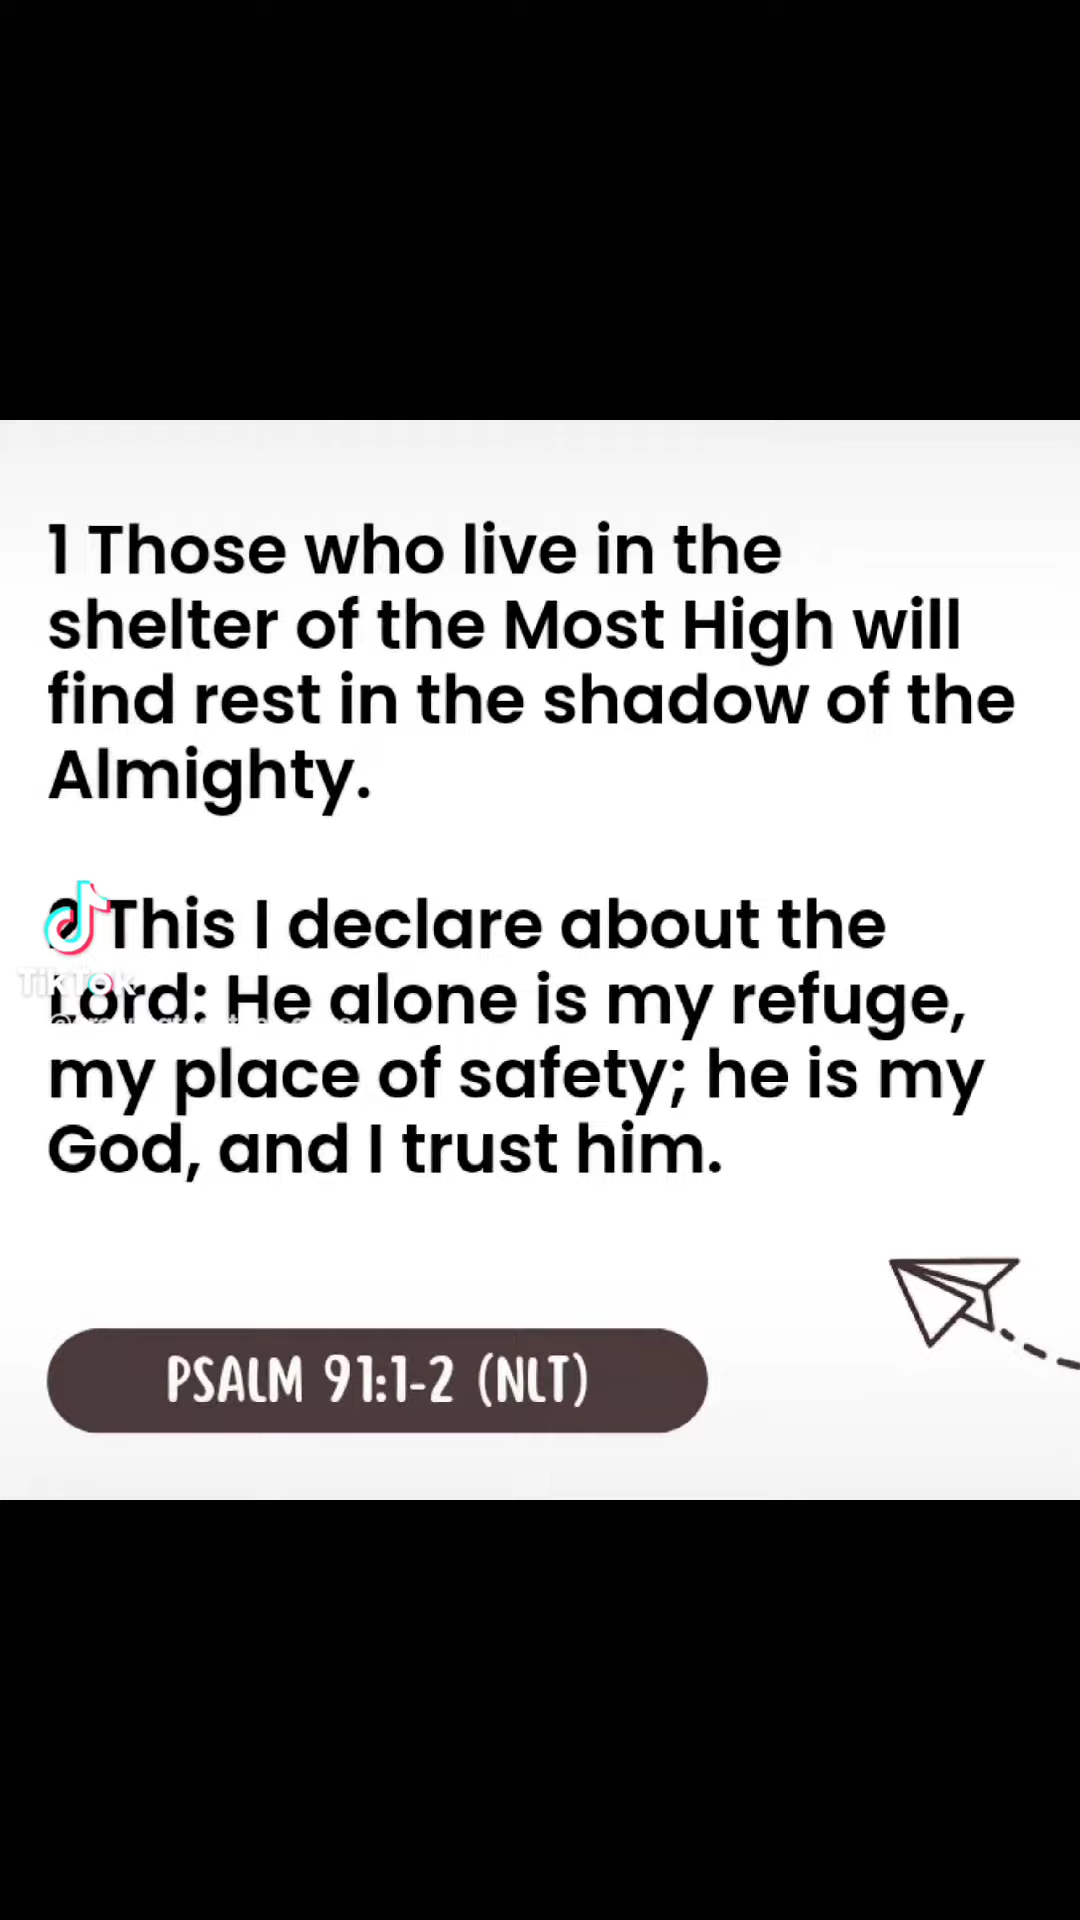 1 Those who live in the
shelter of the Most High will
find rest in the shadow of the
Almighty.
2 This I declare about the
Lord: He alone is my refuge,
my place of safety; he is my
God, and I trust him.
TikTok
PSALM 91:1-2 (NLT)